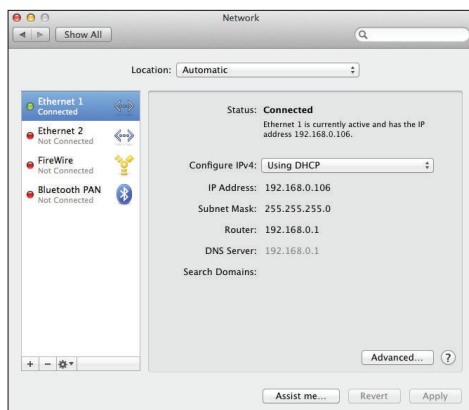 Network
Show All
Location: Automatic
Ethernet 1
Connected
Ethernet 2
Not Connected
FireWire
Not Connected
Bluetooth PAN
Not Connected
Status: Connected
Ethernet 1 is currently active and has the IP
address 192.168.0.106.
Configure IPv4: Using DHCP
IP Address: 192.168.0.106
Subnet Mask: 255.255.255.0
Router: 192.168.0.1
DNS Server: 192.168.0.1
Search Domains:
Advanced... ?
Assist me... Revert Apply